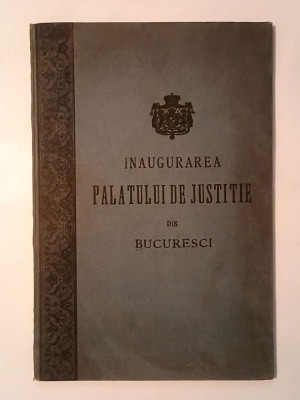 INAUGURAREA
PALATULUI DE JUSTITIE
DIN
BUCURESCI